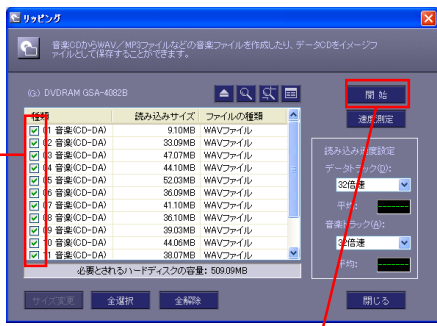 リッピング
音楽CDからWAV/MP3ファイルなどの音楽ファイルを作成したり、データCDをイメージフ
ァイルとして保存することができます。
(G:) DVDRAM GSA-4082B
開始
種類 読み込みサイズ ファイルの種類
速度測定
01 音楽(CD-DA) 9.10MB WAVファイル
02 音楽(CD-DA) 33.09MB WAVファイル
03 音楽(CD-DA) 47.07MB WAVファイル
04 音楽(CD-DA) 44.10MB WAVファイル
05 音楽(CD-DA) 52.03MB WAVファイル
06 音楽(CD-DA) 36.09MB WAVファイル
07 音楽(CD-DA) 41.10MB WAVファイル
08 音楽(CD-DA) 36.10MB WAVファイル
09 音楽(CD-DA) 39.03MB WAVファイル
10 音楽(CD-DA) 44.06MB WAVファイル
11 音楽(CD-DA) 38.07MB WAVファイル
必要とされるハードディスクの容量: 509.09MB
読み込み速度設定
データトラック(D):
32倍速
平均:
音楽トラック(A):
32倍速
平均:
サイズ変更 全選択 全解除 閉じる